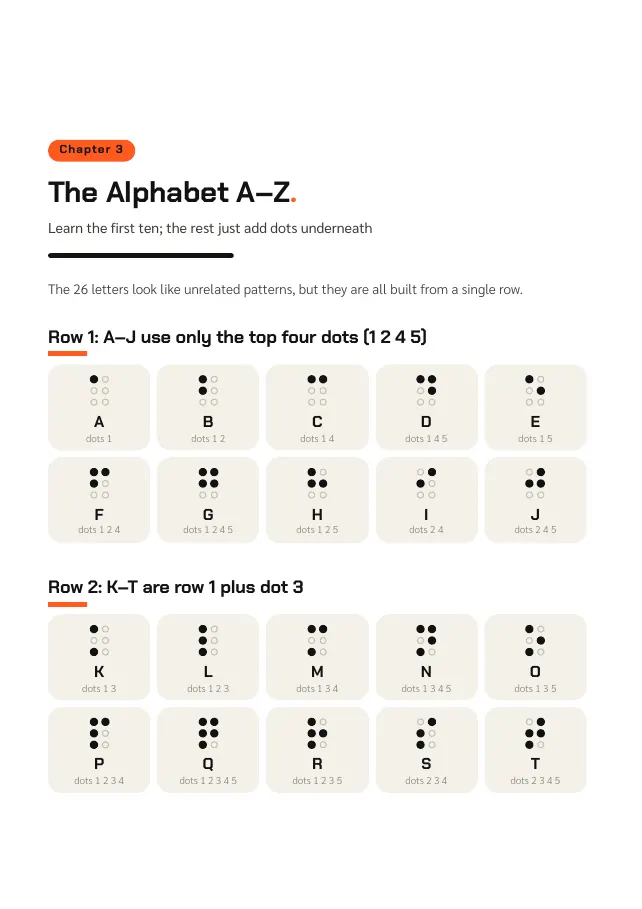 Chapter 3
The Alphabet A–Z.
Learn the first ten; the rest just add dots underneath
The 26 letters look like unrelated patterns, but they are all built from a single row.
Row 1: A–J use only the top four dots (1 2 4 5)
A B C D E
dots 1 dots 1 2 dots 1 4 dots 1 4 5 dots 1 5
F G H I J
dots 1 2 4 dots 1 2 4 5 dots 1 2 5 dots 2 4 dots 2 4 5
Row 2: K–T are row 1 plus dot 3
K L M N O
dots 1 3 dots 1 2 3 dots 1 3 4 dots 1 3 4 5 dots 1 3 5
P Q R S T
dots 1 2 3 4 dots 1 2 3 4 5 dots 1 2 3 5 dots 2 3 4 dots 2 3 4 5